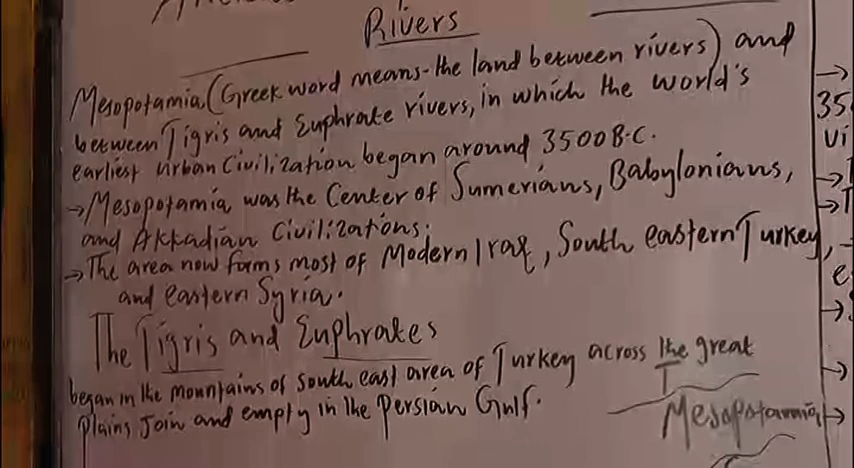 Rivers
Mesopotamia (Greek word means - the land between rivers) and
between Tigris and Euphrate rivers, in which the world's
earliest urban Civilization began around 3500 B.C.
→ Mesopotamia was the Center of Sumerians, Babylonians,
and Akkadian Civilizations.
→ The area now forms most of Modern Iraq, South eastern Turkey,
and eastern Syria.
The Tigris and Euphrates
began in the mountains of south east area of Turkey across the great
plains Join and empty in the Persian Gulf.
T
Mesopotamia
→
35
vi
→
→
e
→
→
→